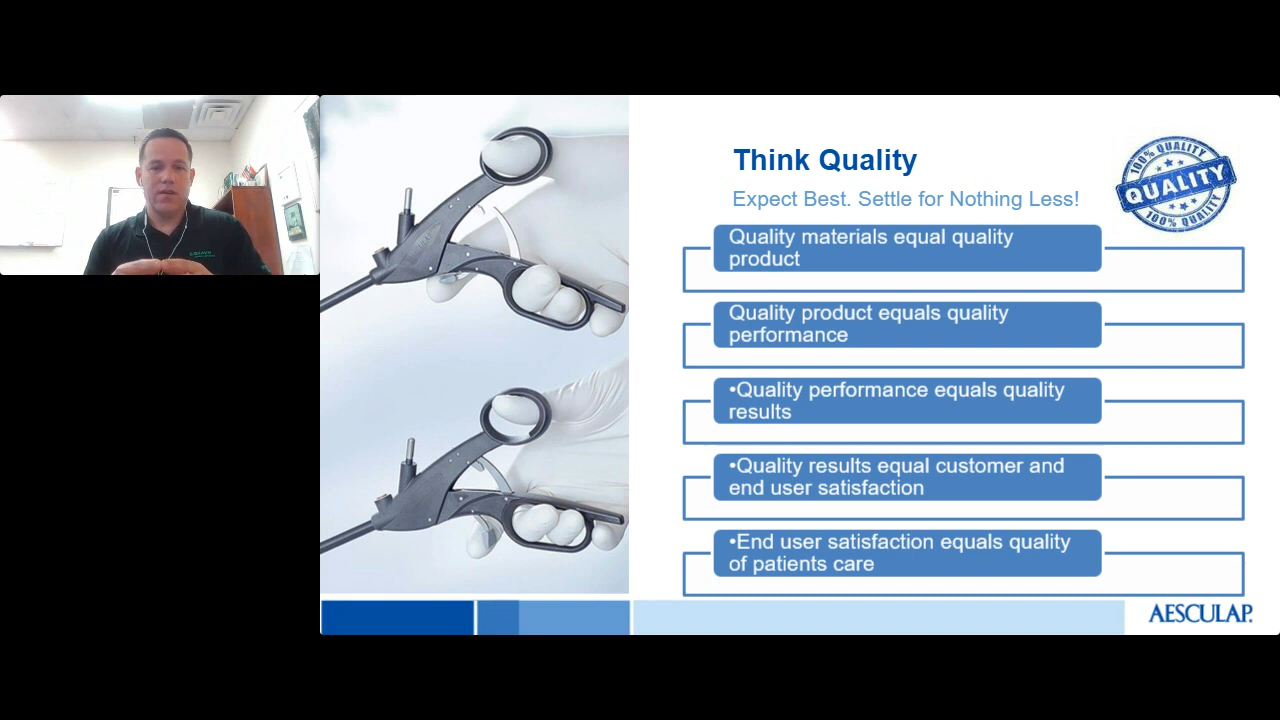 Think Quality
Expect Best. Settle for Nothing Less!
100% QUALITY
QUALITY
100% QUALITY
Quality materials equal quality
product
Quality product equals quality
performance
•Quality performance equals quality
results
•Quality results equal customer and
end user satisfaction
•End user satisfaction equals quality
of patients care
AESCULAP.